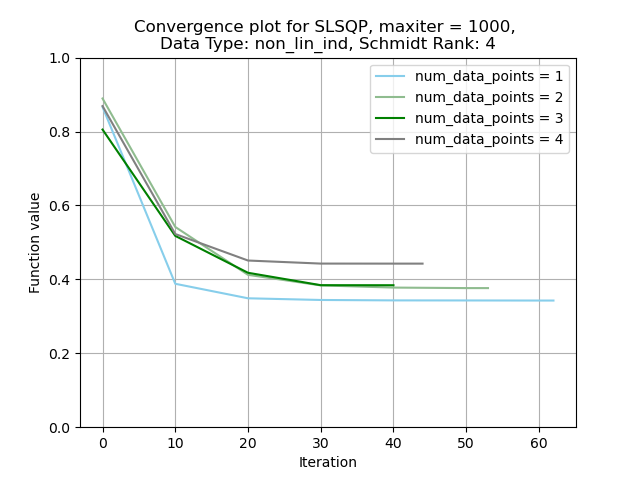 Convergence plot for SLSQP, maxiter = 1000,
Data Type: non_lin_ind, Schmidt Rank: 4
num_data_points = 1
num_data_points = 2
num_data_points = 3
num_data_points = 4
Function value
1.0
0.8
0.6
0.4
0.2
0.0
0 10 20 30 40 50 60
Iteration